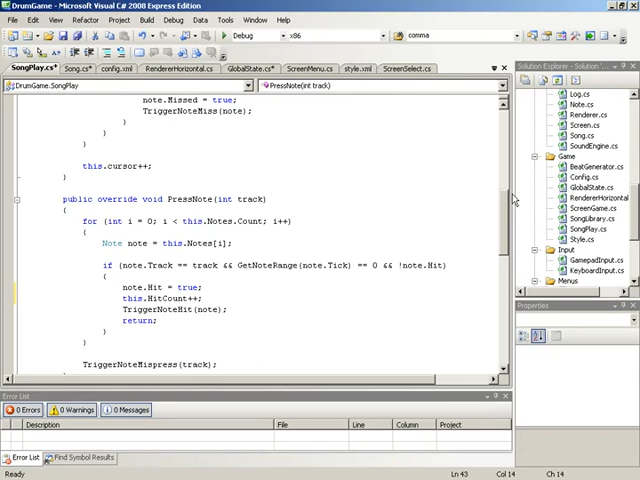 DrumGame - Microsoft Visual C# 2008 Express Edition
File Edit View Refactor Project Build Debug Data Tools Window Help
Debug x86 comma
SongPlay.cs* Song.cs* config.xml RendererHorizontal.cs GlobalState.cs* ScreenMenu.cs style.xml ScreenSelect.cs
Solution Explorer - Solution ...
DrumGame.SongPlay PressNote(int track)
note.Missed = true;
TriggerNoteMiss(note);
}
}
}
this.cursor++;
}
public override void PressNote(int track)
{
for (int i = 0; i < this.Notes.Count; i++)
{
Note note = this.Notes[i];
if (note.Track == track && GetNoteRange(note.Tick) == 0 && !note.Hit)
{
note.Hit = true;
this.HitCount++;
TriggerNoteHit(note);
return;
}
}
TriggerNoteMispress(track);
Log.cs
Note.cs
Renderer.cs
Screen.cs
Song.cs
SoundEngine.cs
Game
BeatGenerator.cs
Config.cs
GlobalState.cs
RendererHorizontal
ScreenGame.cs
SongLibrary.cs
SongPlay.cs
Style.cs
Input
GamepadInput.cs
KeyboardInput.cs
Menus
Properties
Error List
0 Errors 0 Warnings 0 Messages
Description File Line Column Project
Error List Find Symbol Results
Ready Ln 43 Col 14 Ch 14